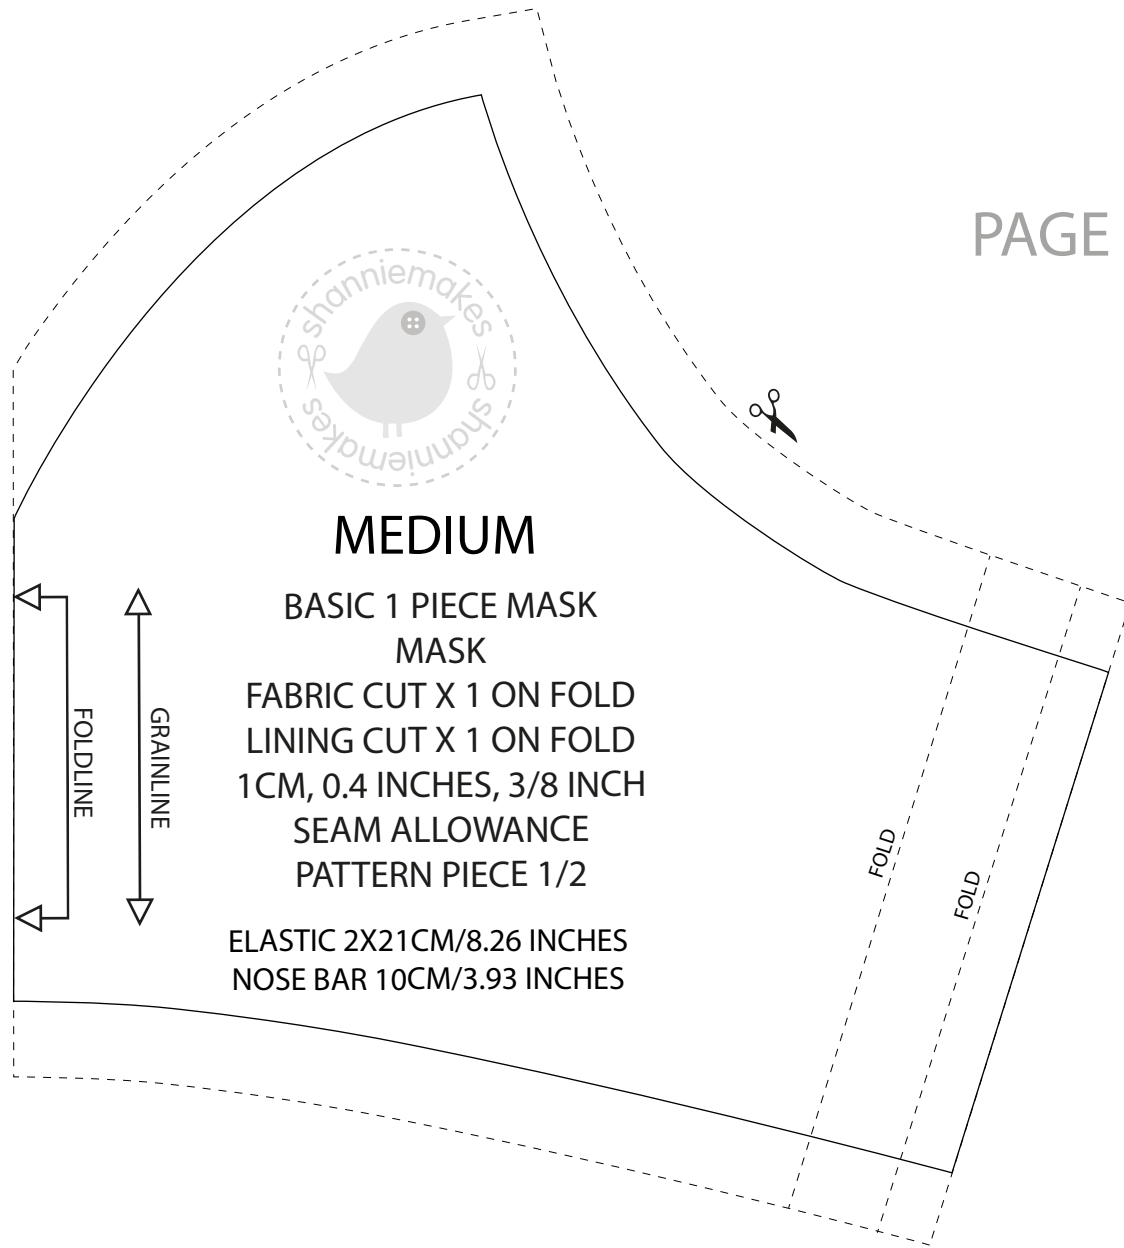 PAGE
shanniemakes
shanniemakes
MEDIUM
BASIC 1 PIECE MASK
MASK
FABRIC CUT X 1 ON FOLD
LINING CUT X 1 ON FOLD
1CM, 0.4 INCHES, 3/8 INCH
SEAM ALLOWANCE
PATTERN PIECE 1/2
ELASTIC 2X21CM/8.26 INCHES
NOSE BAR 10CM/3.93 INCHES
FOLDLINE
GRAINLINE
FOLD
FOLD